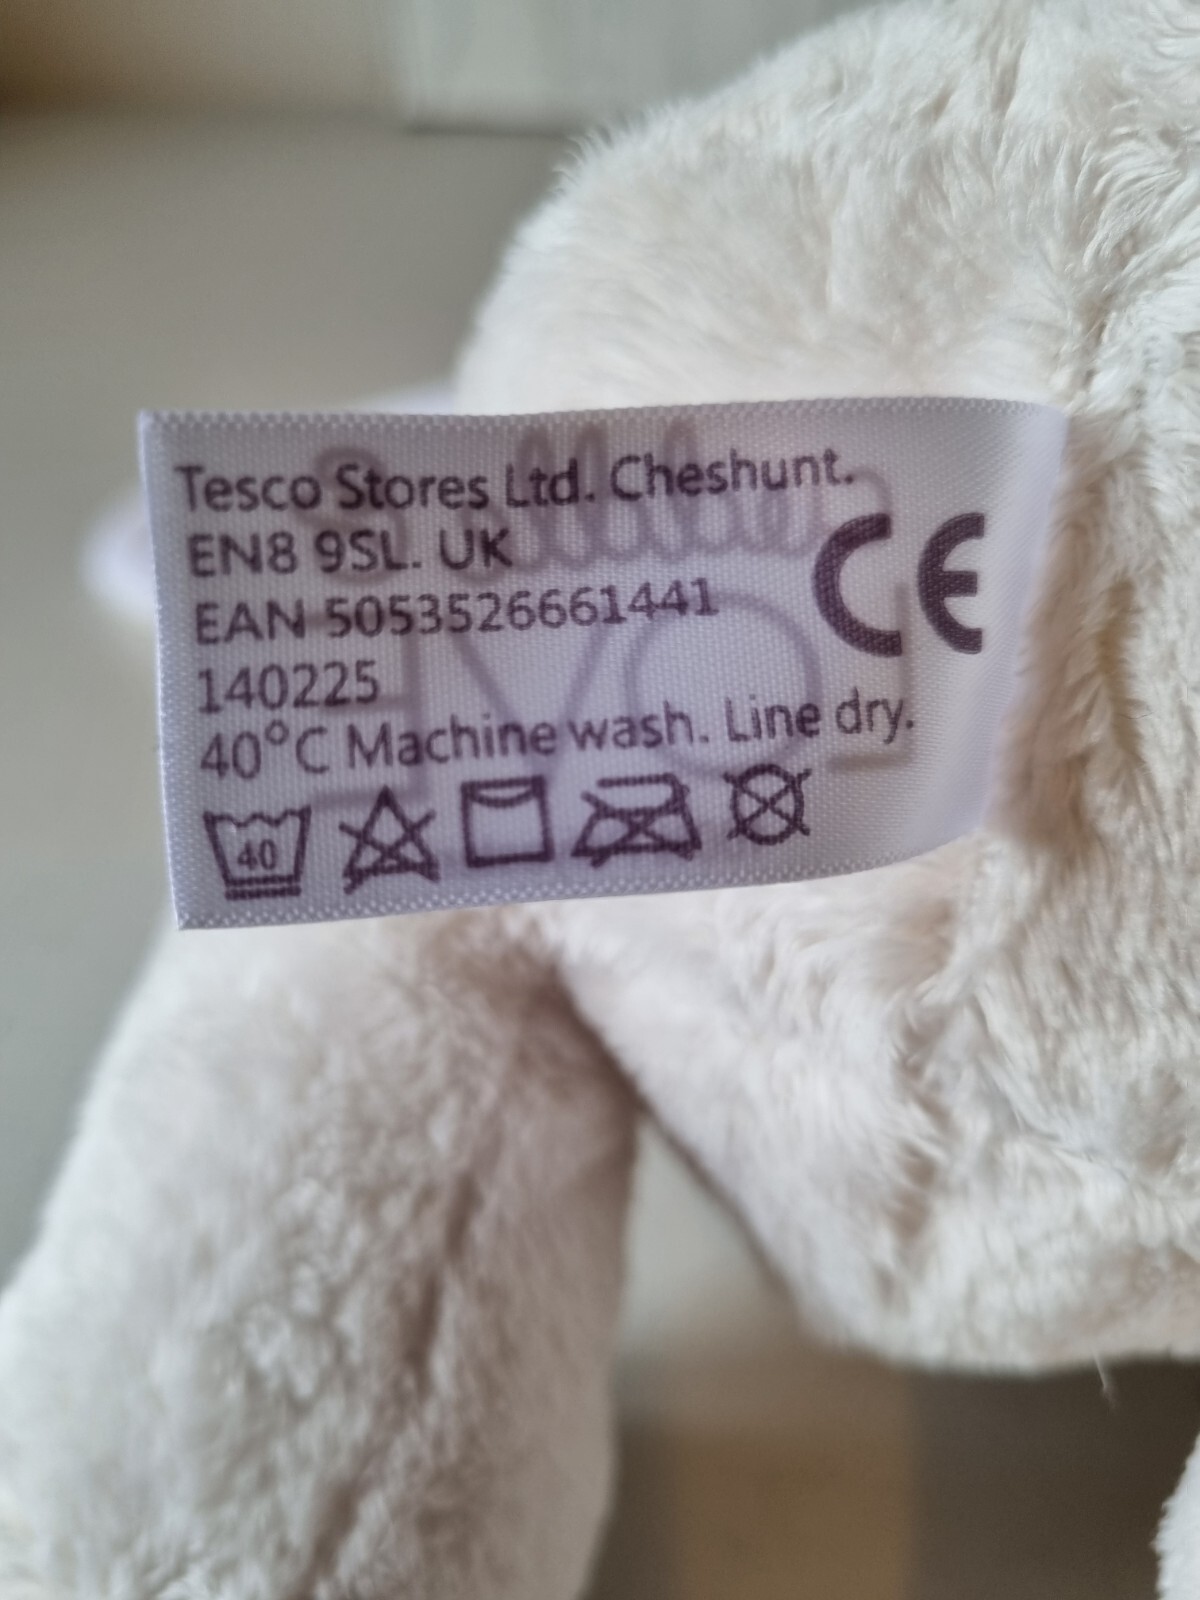 Tesco Stores Ltd. Cheshunt.
EN8 9SL. UK
EAN 5053526661441
140225
40°C Machine wash. Line dry.
CE
40